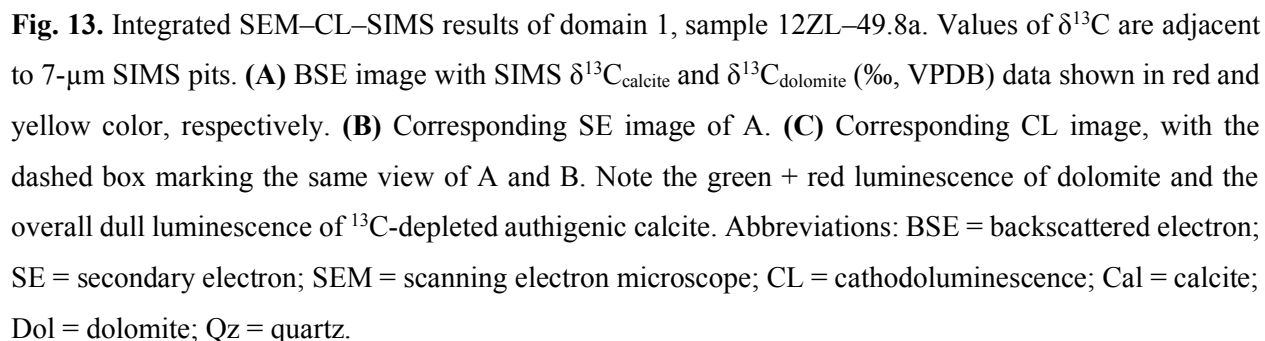 Fig. 13. Integrated SEM–CL–SIMS results of domain 1, sample 12ZL–49.8a. Values of δ¹³C are adjacent
to 7-µm SIMS pits. (A) BSE image with SIMS δ¹³Ccalcite and δ¹³Cdolomite (‰, VPDB) data shown in red and
yellow color, respectively. (B) Corresponding SE image of A. (C) Corresponding CL image, with the
dashed box marking the same view of A and B. Note the green + red luminescence of dolomite and the
overall dull luminescence of ¹³C-depleted authigenic calcite. Abbreviations: BSE = backscattered electron;
SE = secondary electron; SEM = scanning electron microscope; CL = cathodoluminescence; Cal = calcite;
Dol = dolomite; Qz = quartz.